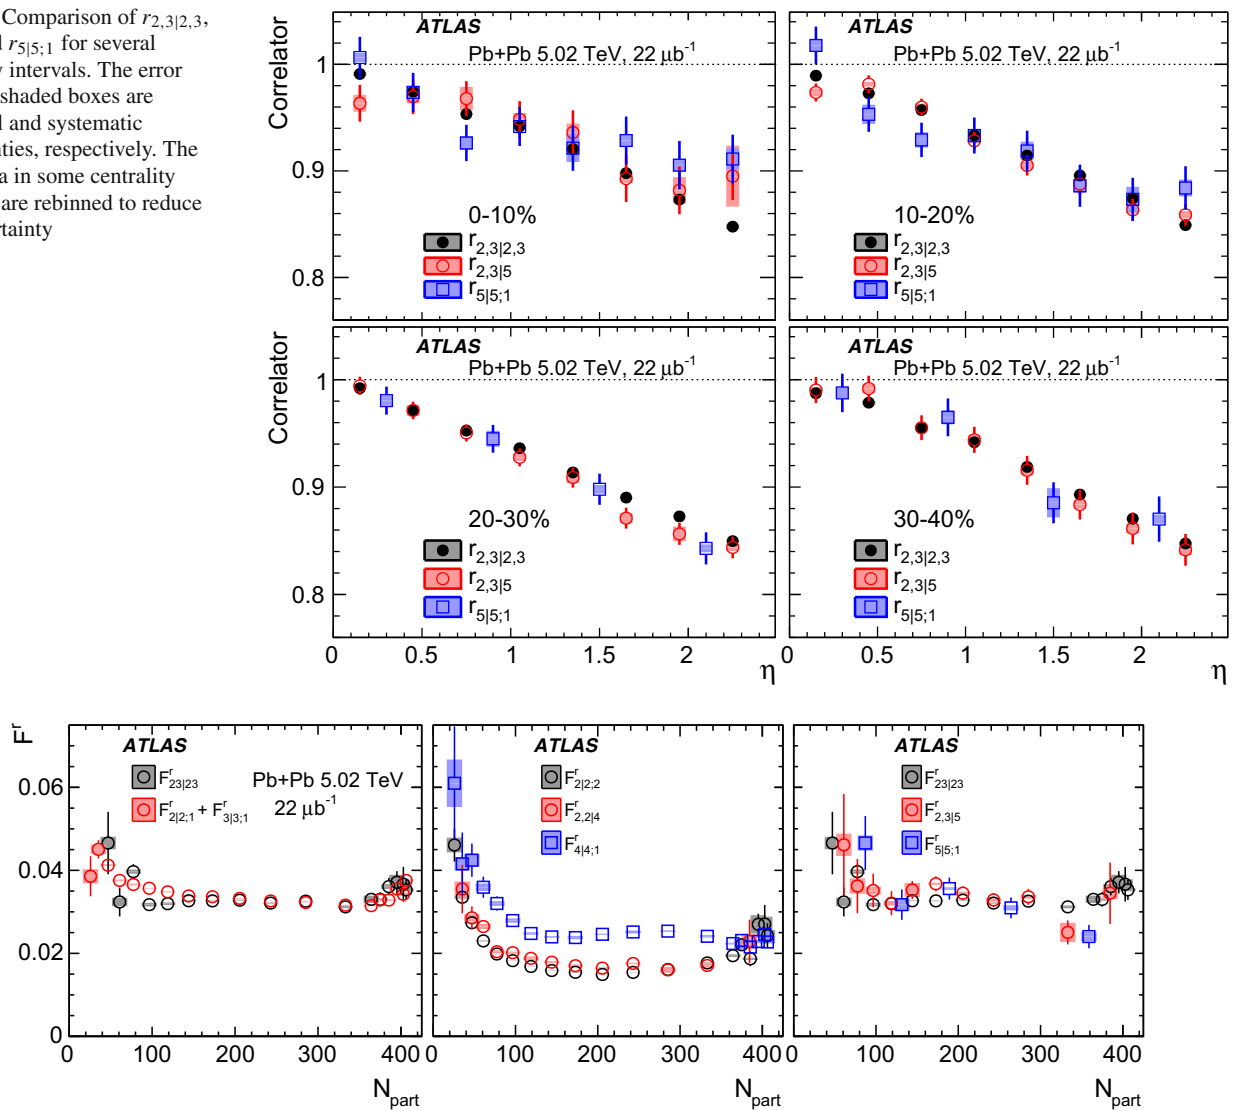 Comparison of r2,3|2,3,
r5|5;1 for several
intervals. The error
shaded boxes are
and systematic
respectively. The
in some centrality
are rebinned to reduce
Correlator
1
0.9
0.8
ATLAS
Pb+Pb 5.02 TeV, 22 μb-1
0-10%
r2,3|2,3
r2,3|5
r5|5;1
ATLAS
Pb+Pb 5.02 TeV, 22 μb-1
10-20%
r2,3|2,3
r2,3|5
r5|5;1
Correlator
1
0.9
0.8
ATLAS
Pb+Pb 5.02 TeV, 22 μb-1
20-30%
r2,3|2,3
r2,3|5
r5|5;1
0 0.5 1 1.5 2
η
ATLAS
Pb+Pb 5.02 TeV, 22 μb-1
30-40%
r2,3|2,3
r2,3|5
r5|5;1
0.5 1 1.5 2
η
Fr
0.06
0.04
0.02
0
ATLAS
Fr23|23
Fr2|2;1 + Fr3|3;1
Pb+Pb 5.02 TeV
22 μb-1
0 100 200 300 400
Npart
ATLAS
Fr2|2;2
Fr2,2|4
Fr4|4;1
0 100 200 300 400
Npart
ATLAS
Fr23|23
Fr2,3|5
Fr5|5;1
100 200 300 400
Npart